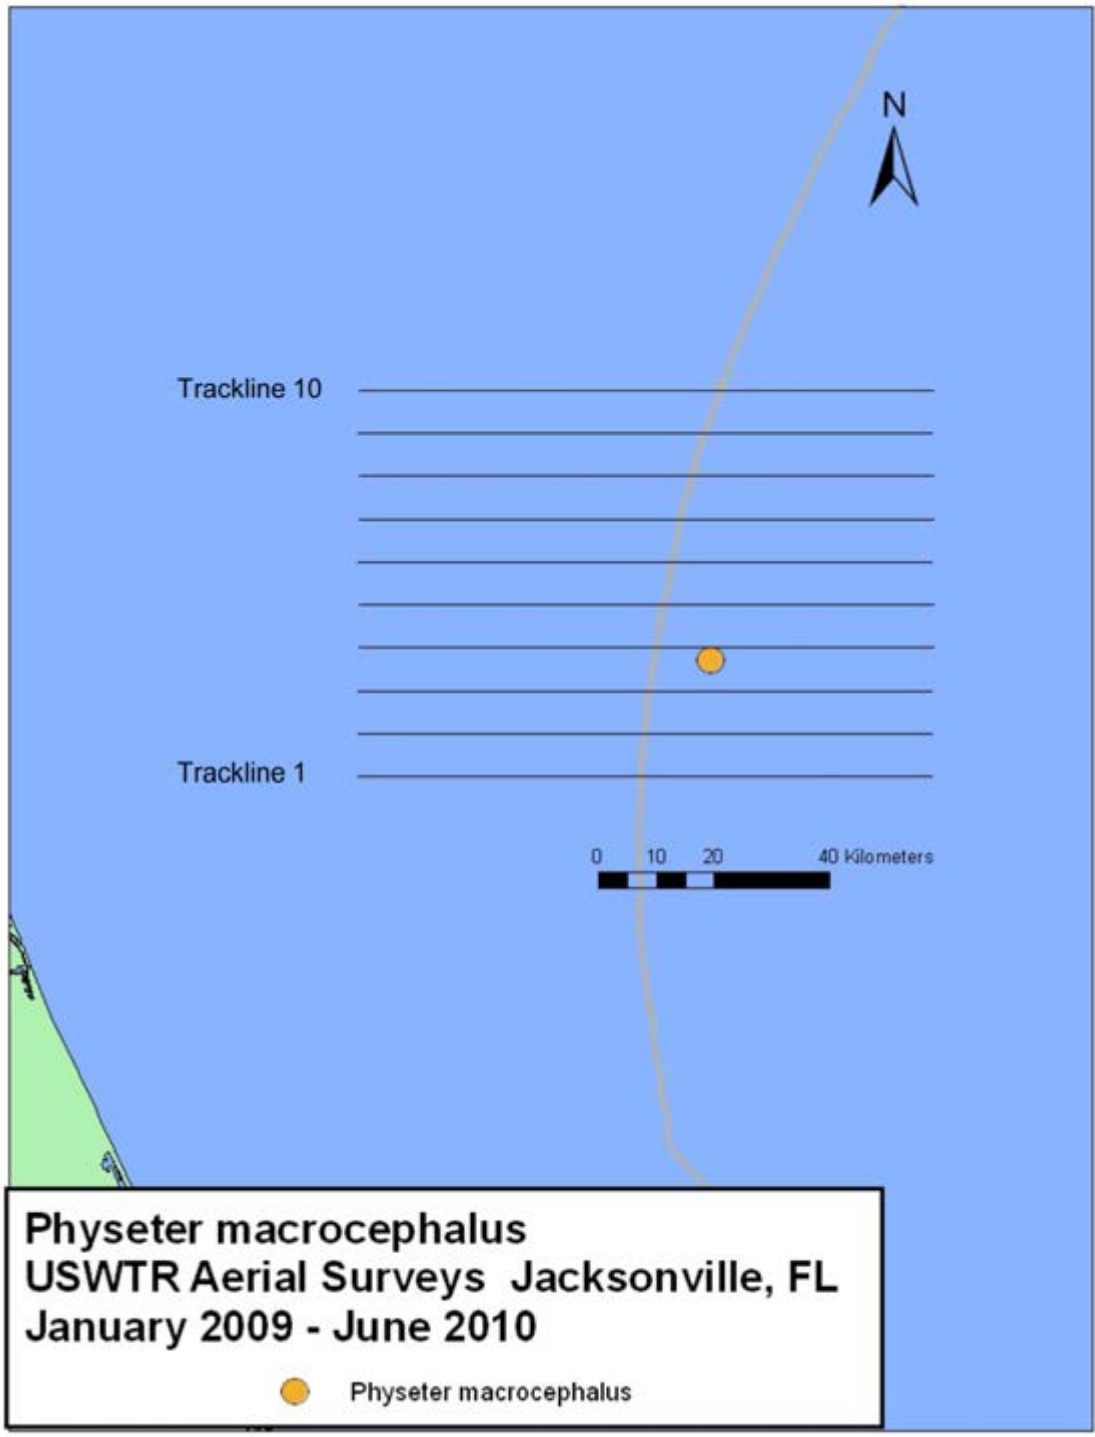 N
Trackline 10
Trackline 1
0 10 20 40 Kilometers
Physeter macrocephalus
USWTR Aerial Surveys Jacksonville, FL
January 2009 - June 2010
Physeter macrocephalus